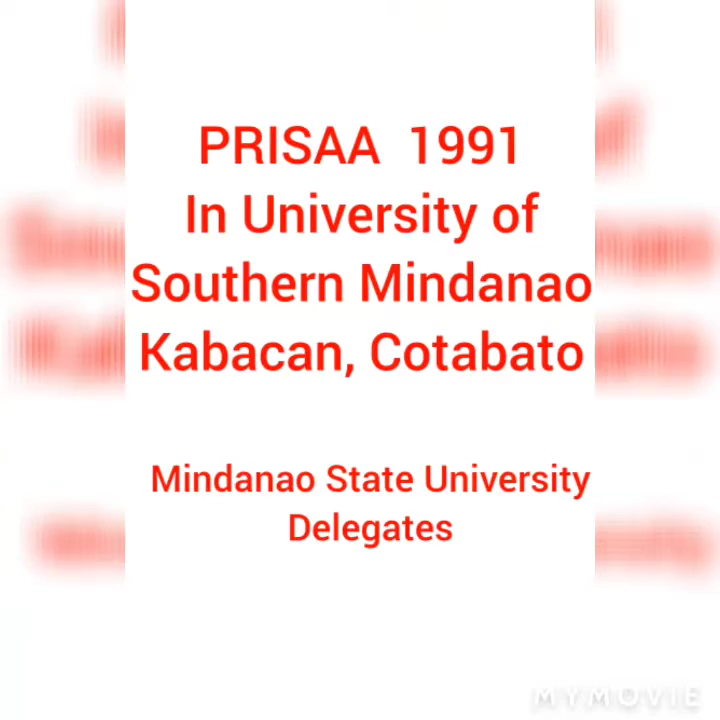 PRISAA 1991
In University of
Southern Mindanao
Kabacan, Cotabato
Mindanao State University
Delegates
MYMOVIE